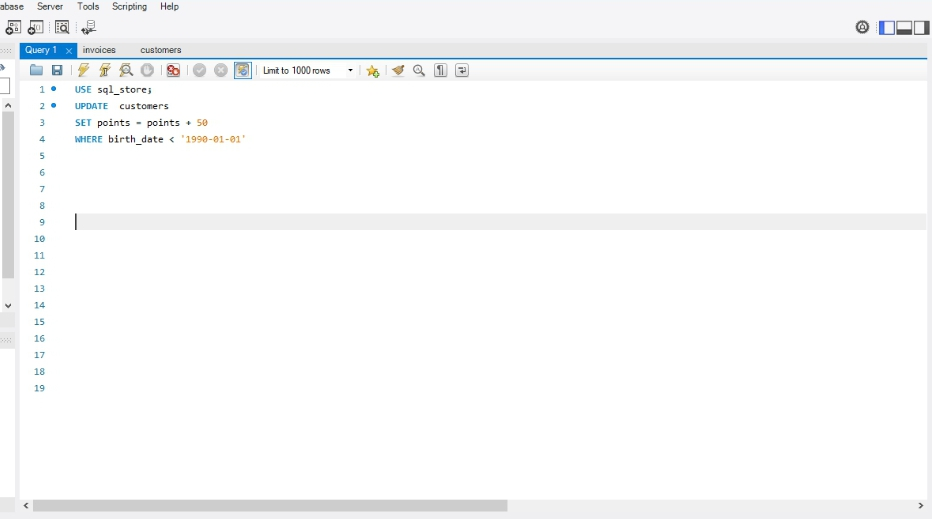 abase Server Tools Scripting Help
Query 1 invoices customers
Limit to 1000 rows
1 USE sql_store;
2 UPDATE  customers
3 SET points = points + 50
4 WHERE birth_date < '1990-01-01'
5
6
7
8
9
10
11
12
13
14
15
16
17
18
19